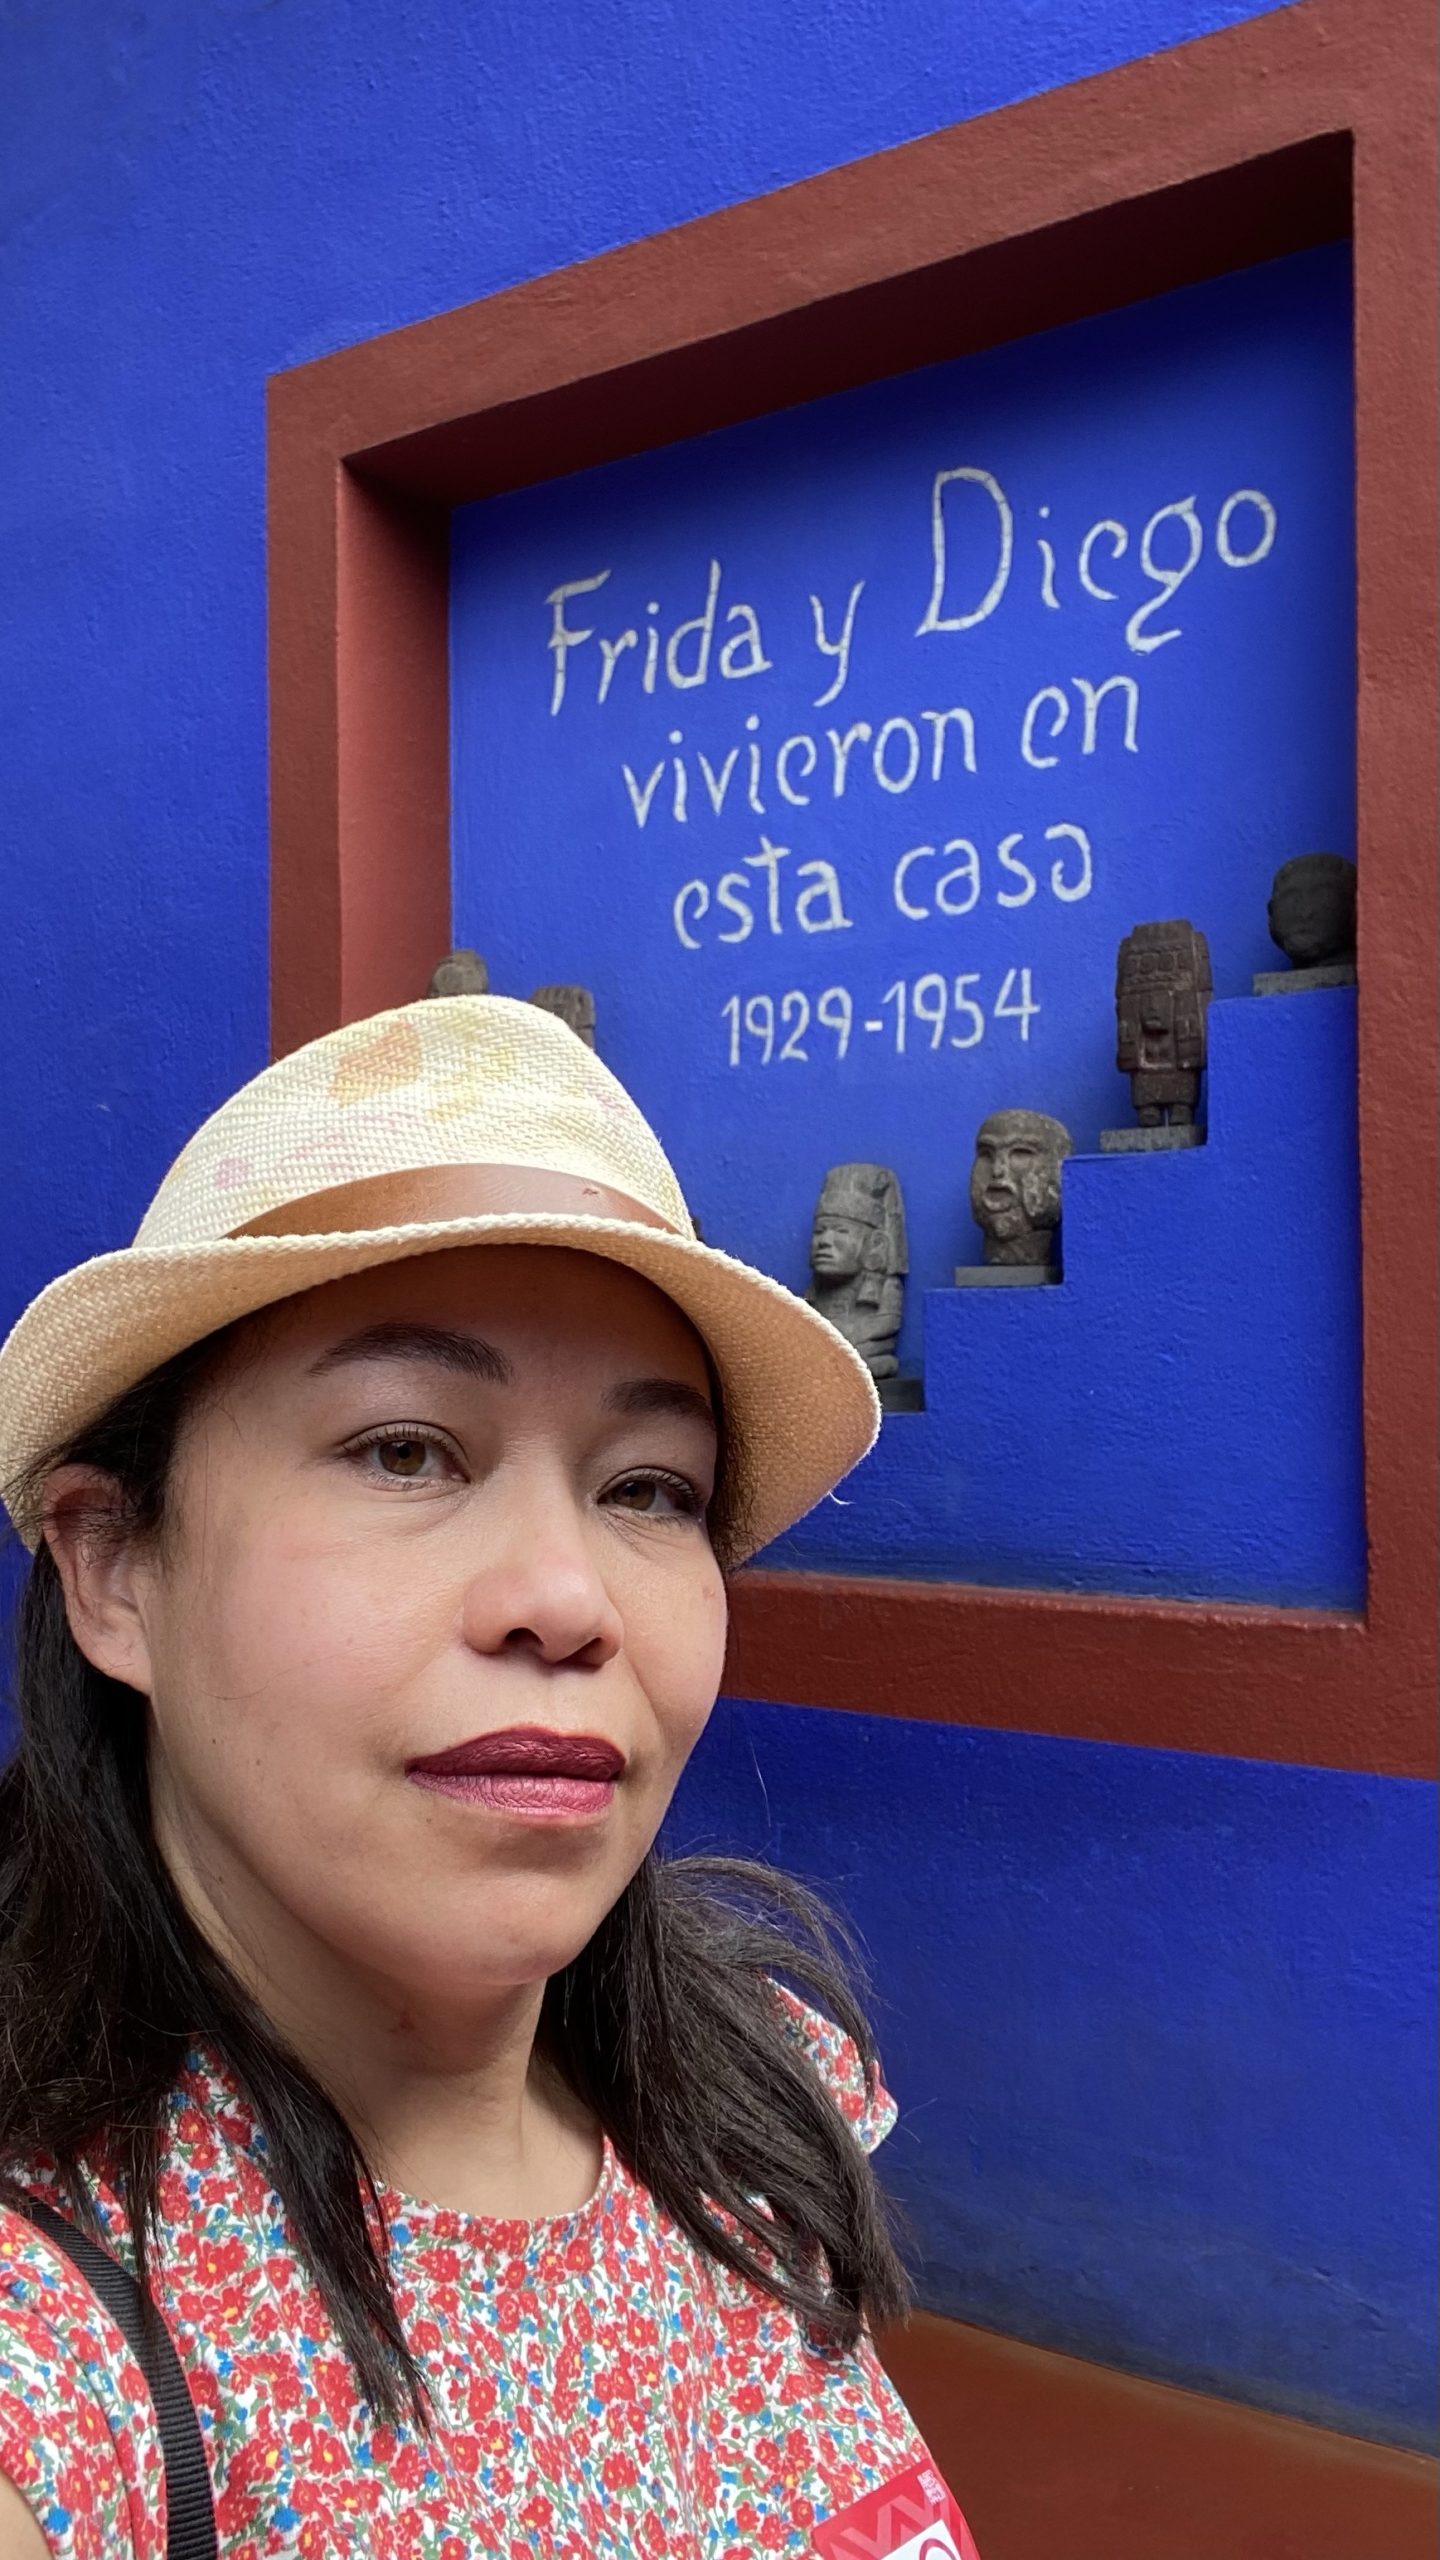 Frida y Diego
vivieron en
esta casa
1929-1954